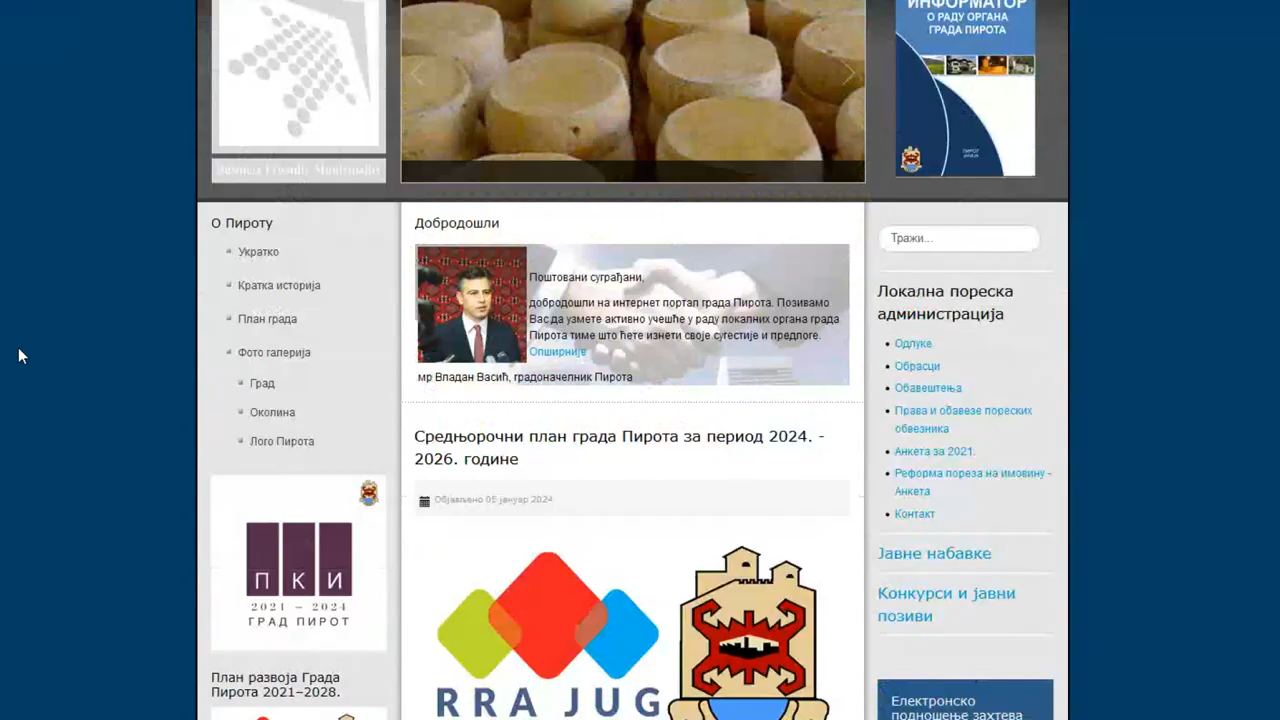 ИНФОРМАТОР
О РАДУ ОРГАНА
ГРАДА ПИРОТА
О Пироту
Укратко
Кратка историја
План града
Фото галерија
Град
Околина
Лого Пирота
ПКИ
2021 – 2024
ГРАД ПИРОТ
План развоја Града
Пирота 2021–2028.
Добродошли
Поштовани суграђани,
добродошли на интернет портал града Пирота. Позивамо
Вас да узмете активно учешће у раду локалних органа града
Пирота тиме што ћете изнети своје сугестије и предлоге.
Опширније
мр Владан Васић, градоначелник Пирота
Средњорочни план града Пирота за период 2024. -
2026. године
Објављено 05 јануар 2024
RRA JUG
Тражи...
Локална пореска
администрација
Одлуке
Обрасци
Обавештења
Права и обавезе пореских
обвезника
Анкета за 2021.
Реформа пореза на имовину -
Анкета
Контакт
Јавне набавке
Конкурси и јавни
позиви
Електронско
подношење захтева